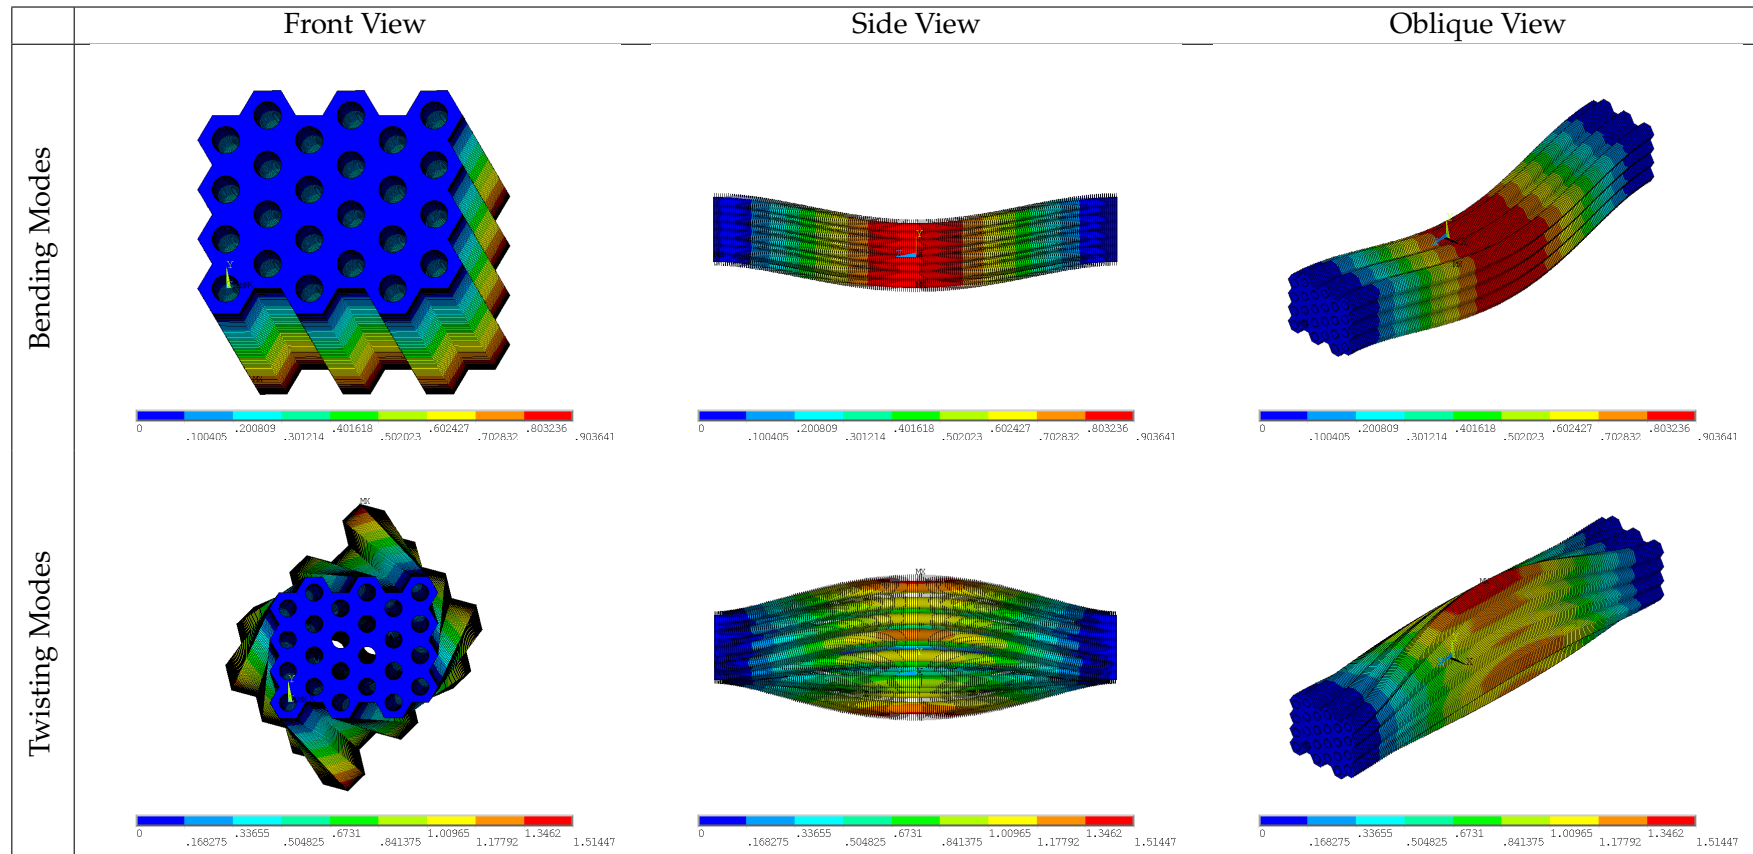 Front View Side View Oblique View
Bending Modes
Y
MX
Y
0 .200809 .401618 .602427 .803236
.100405 .301214 .502023 .702832 .903641
0 .200809 .401618 .602427 .803236
.100405 .301214 .502023 .702832 .903641
0 .200809 .401618 .602427 .803236
.100405 .301214 .502023 .702832 .903641
Twisting Modes
MX
Y
MX
X
0 .33655 .6731 1.00965 1.3462
.168275 .504825 .841375 1.17792 1.51447
0 .33655 .6731 1.00965 1.3462
.168275 .504825 .841375 1.17792 1.51447
0 .33655 .6731 1.00965 1.3462
.168275 .504825 .841375 1.17792 1.51447